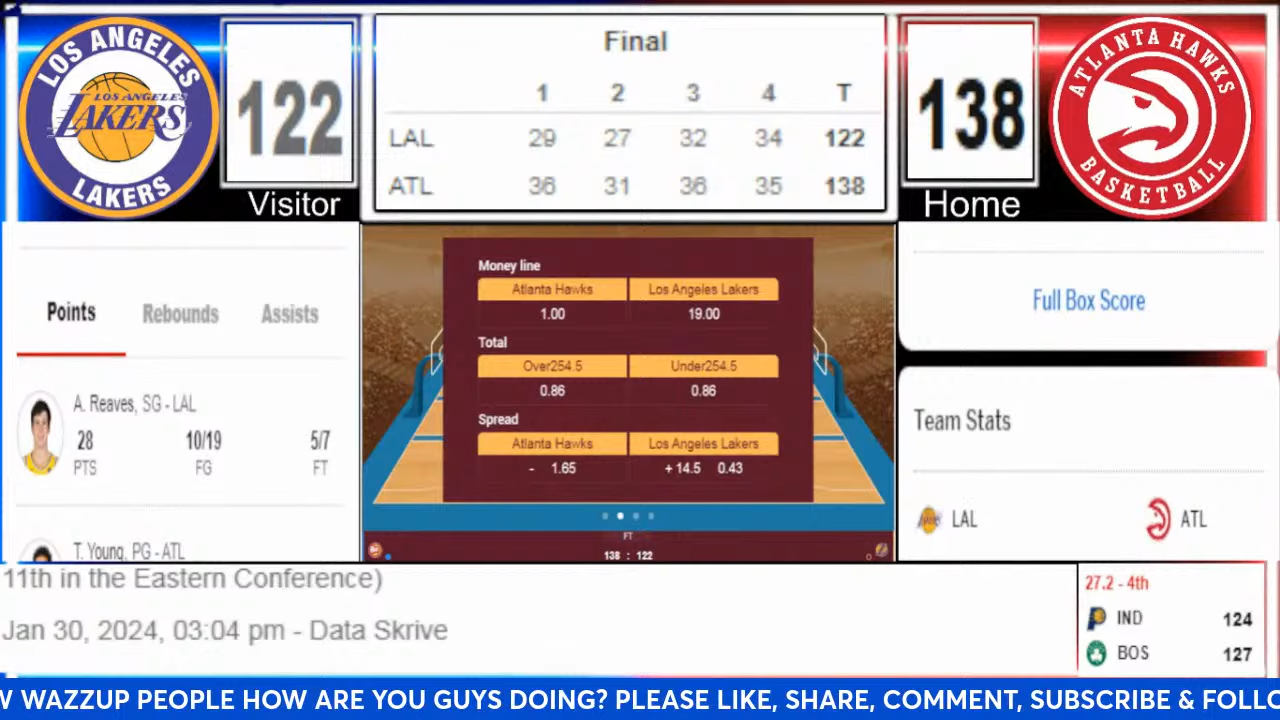 LOS ANGELES
LOS ANGELES
LAKERS
LAKERS
122
Visitor
Final
1 2 3 4 T
LAL 29 27 32 34 122
ATL 36 31 36 35 138
138
Home
ATLANTA HAWKS
BASKETBALL
Points Rebounds Assists
A. Reaves, SG - LAL
28 10/19 5/7
PTS FG FT
T. Young, PG - ATL
Money line
Atlanta Hawks Los Angeles Lakers
1.00 19.00
Total
Over254.5 Under254.5
0.86 0.86
Spread
Atlanta Hawks Los Angeles Lakers
- 1.65 + 14.5 0.43
FT
138 : 122
Full Box Score
Team Stats
LAL ATL
11th in the Eastern Conference)
Jan 30, 2024, 03:04 pm - Data Skrive
27.2 - 4th
IND 124
BOS 127
W WAZZUP PEOPLE HOW ARE YOU GUYS DOING? PLEASE LIKE, SHARE, COMMENT, SUBSCRIBE & FOLLO